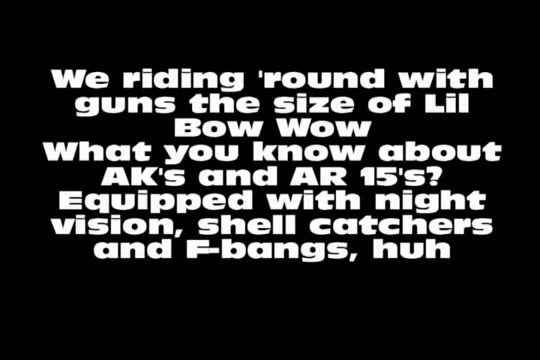 We riding 'round with
guns the size of Lil
Bow Wow
What you know about
AK's and AR 15's?
Equipped with night
vision, shell catchers
and F-bangs, huh